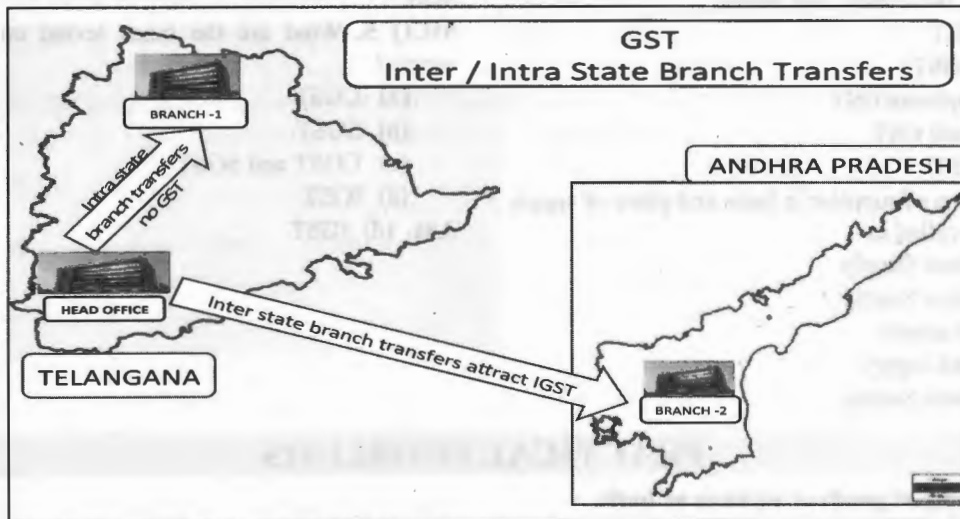 GST
Inter / Intra State Branch Transfers
BRANCH -1
Intra state
branch transfers
no GST
ANDHRA PRADESH
HEAD OFFICE
Inter state branch transfers attract IGST
TELANGANA
BRANCH -2